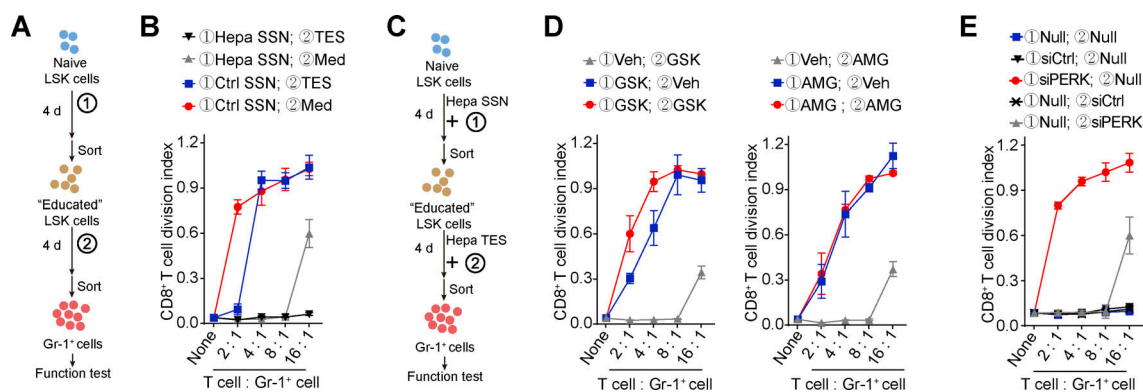 A
Naive
LSK cells
4 d
①
Sort
“Educated”
LSK cells
4 d
②
Sort
Gr-1⁺ cells
Function test
B
①Hepa SSN; ②TES
①Hepa SSN; ②Med
①Ctrl SSN; ②TES
①Ctrl SSN; ②Med
CD8⁺ T cell division index
1.2
0.9
0.6
0.3
0.0
None
2 : 1
4 : 1
8 : 1
16 : 1
T cell : Gr-1⁺ cell
C
Naive
LSK cells
4 d
Hepa SSN
+ ①
Sort
“Educated”
LSK cells
4 d
Hepa TES
+ ②
Sort
Gr-1⁺ cells
Function test
D
①Veh; ②GSK
①GSK; ②Veh
①GSK; ②GSK
CD8⁺ T cell division index
1.2
0.9
0.6
0.3
0.0
None
2 : 1
4 : 1
8 : 1
16 : 1
T cell : Gr-1⁺ cell
①Veh; ②AMG
①AMG; ②Veh
①AMG ; ②AMG
CD8⁺ T cell division index
1.2
0.9
0.6
0.3
0.0
None
2 : 1
4 : 1
8 : 1
16 : 1
T cell : Gr-1⁺ cell
E
①Null; ②Null
①siCtrl; ②Null
①siPERK; ②Null
①Null; ②siCtrl
①Null; ②siPERK
CD8⁺ T cell division index
1.2
0.9
0.6
0.3
0.0
None
2 : 1
4 : 1
8 : 1
16 : 1
T cell : Gr-1⁺ cell